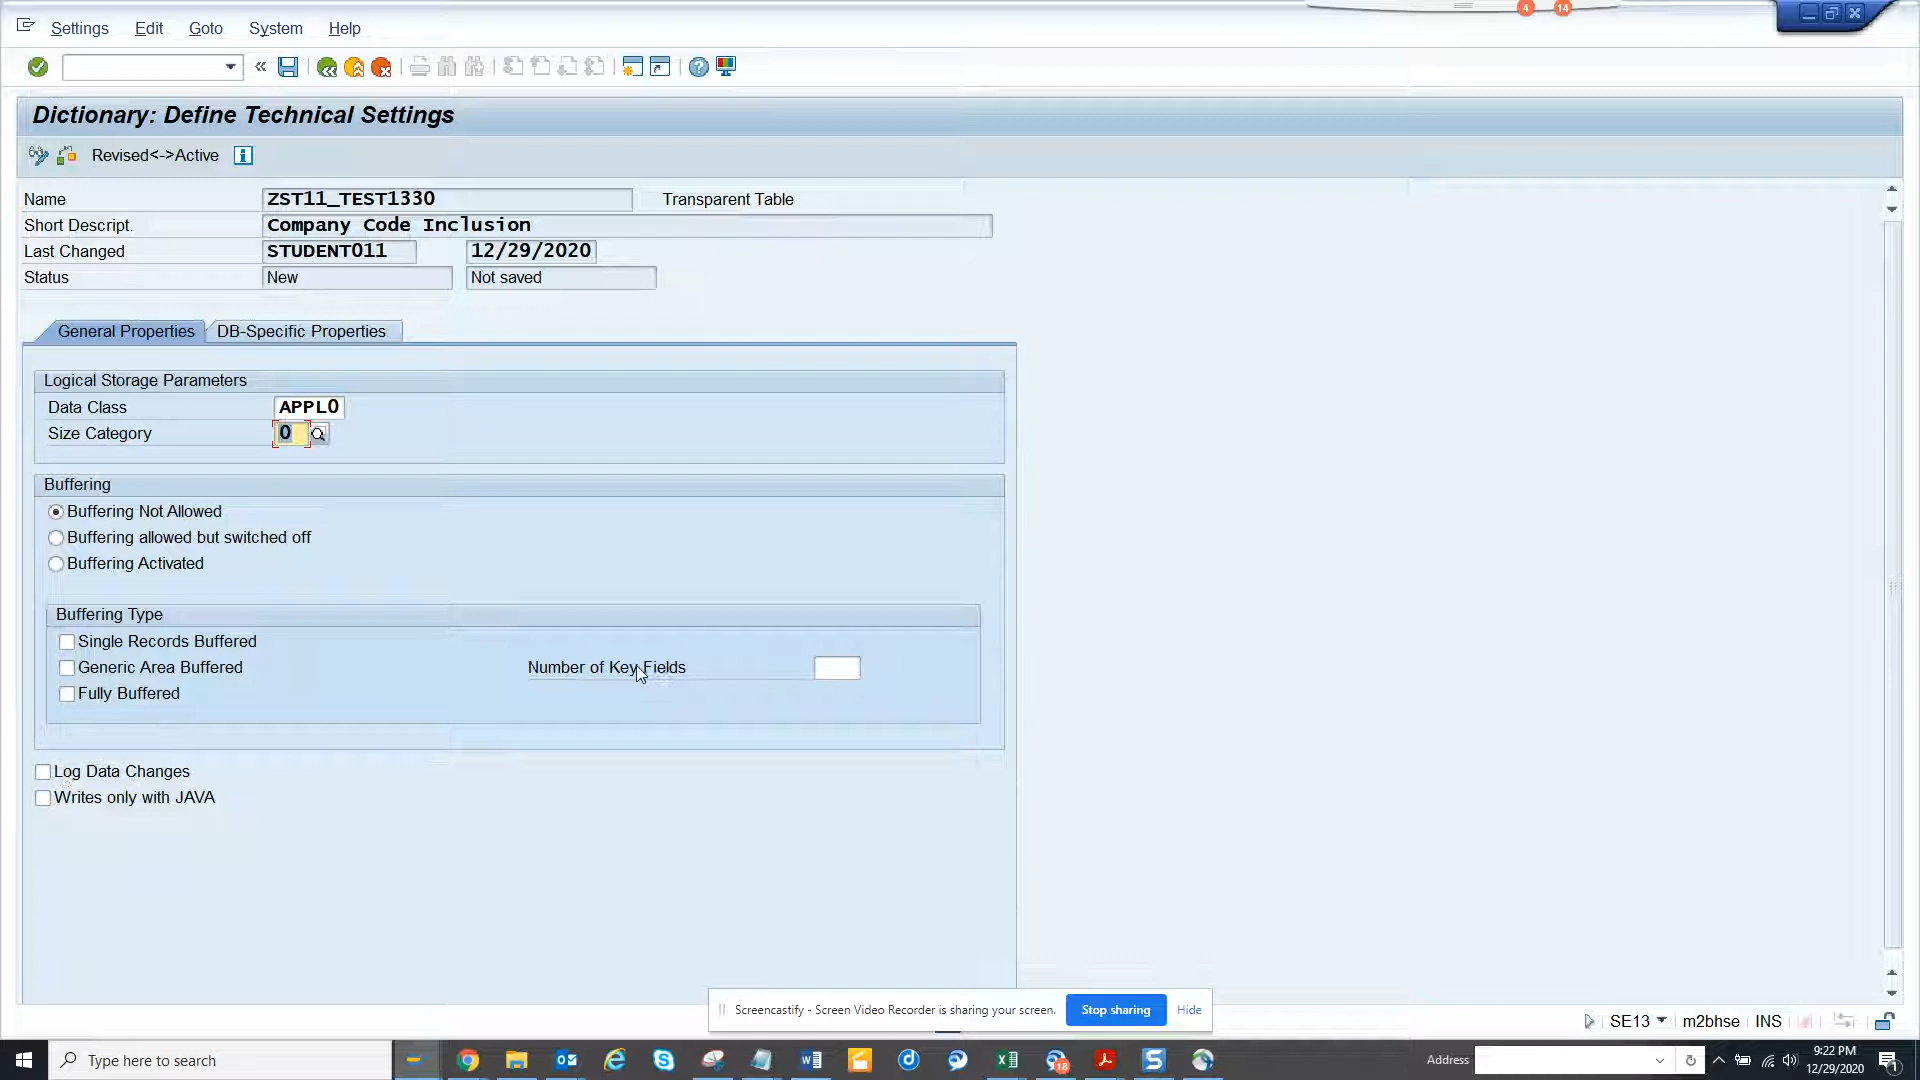 4 14
Settings Edit Goto System Help
Dictionary: Define Technical Settings
Revised<->Active
Name ZST11_TEST1330 Transparent Table
Short Descript. Company Code Inclusion
Last Changed STUDENT011 12/29/2020
Status New Not saved
General Properties DB-Specific Properties
Logical Storage Parameters
Data Class APPL0
Size Category 0
Buffering
Buffering Not Allowed
Buffering allowed but switched off
Buffering Activated
Buffering Type
Single Records Buffered
Generic Area Buffered Number of Key Fields
Fully Buffered
Log Data Changes
Writes only with JAVA
Screencastify - Screen Video Recorder is sharing your screen. Stop sharing Hide
SE13 m2bhse INS
Type here to search 18 Address 9:22 PM
12/29/2020 1